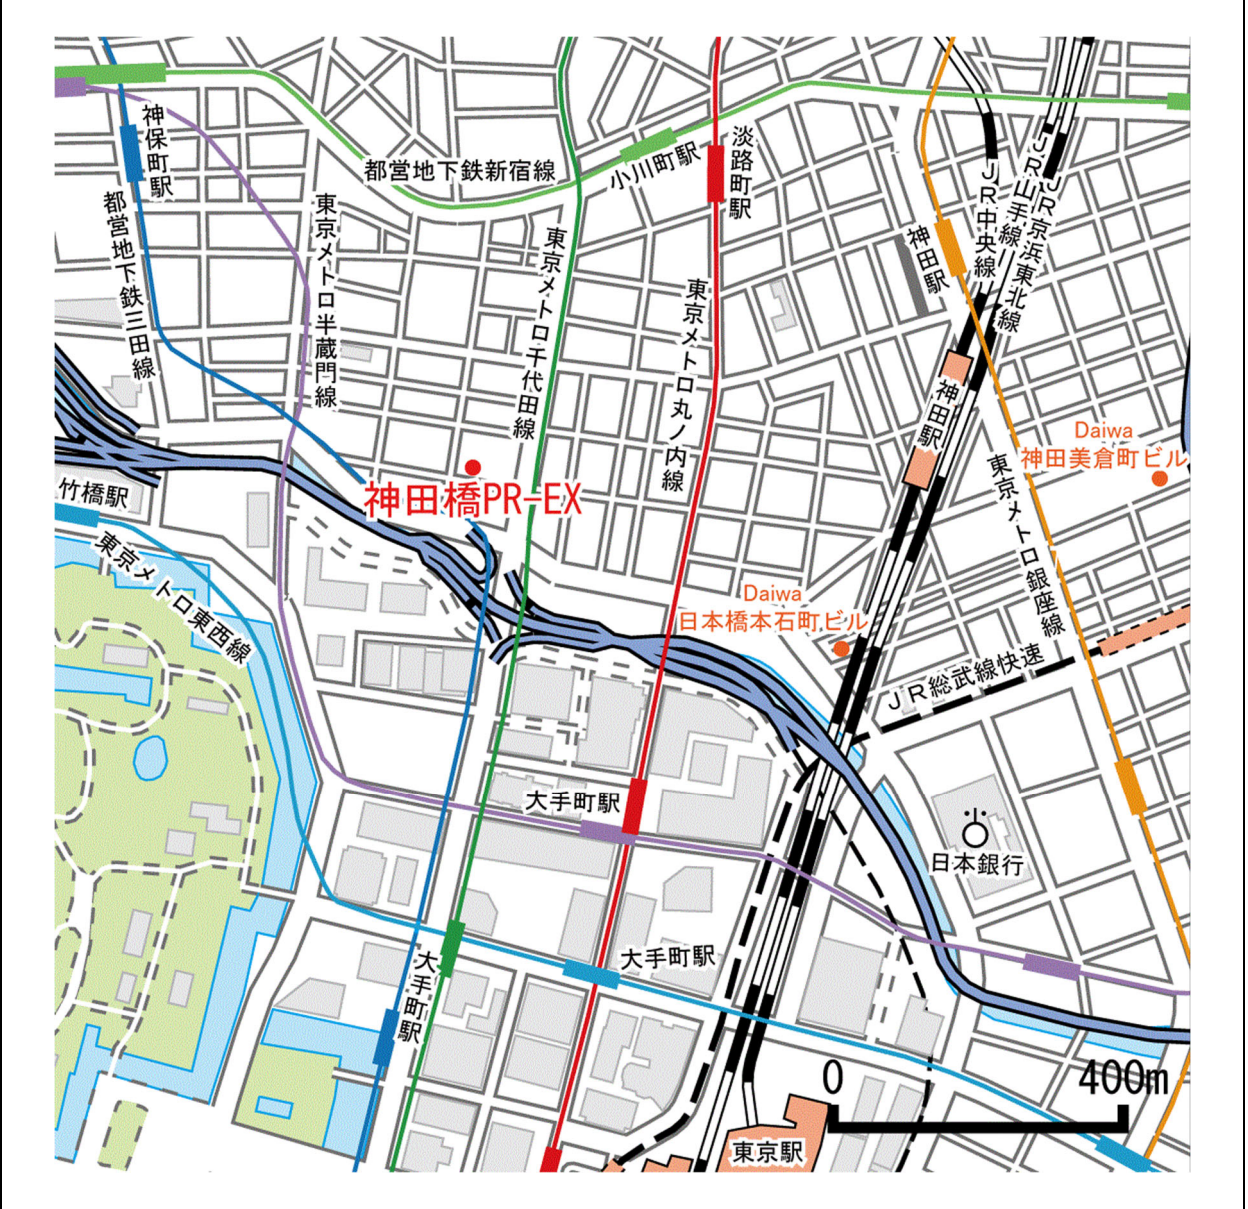 神保町駅
都営地下鉄新宿線
小川町駅
淡路町駅
都営地下鉄三田線
東京メトロ半蔵門線
東京メトロ千代田線
東京メトロ丸ノ内線
神田駅
JR中央線
JR山手線
JR京浜東北線
神田駅
Daiwa
神田美倉町ビル
竹橋駅
神田橋PR-EX
東京メトロ銀座線
東京メトロ東西線
Daiwa
日本橋本石町ビル
JR総武線快速
大手町駅
日本銀行
大手町駅
大手町駅
0
400m
東京駅